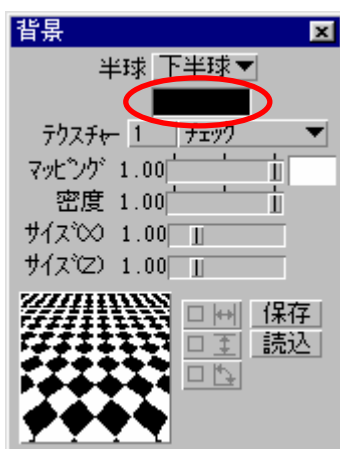 背景
半球 下半球▼
テクスチャー 1 チェック ▼
マッピング 1.00
密度 1.00
サイズ(X) 1.00
サイズ(Z) 1.00
保存
読込